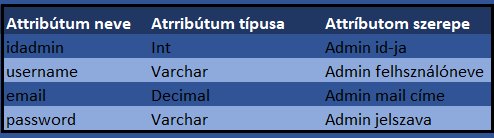 Attribútum neve Atrribútum típusa Attríbutom szerepe
idadmin Int Admin id-ja
username Varchar Admin felhsználóneve
email Decimal Admin mail címe
password Varchar Admin jelszava